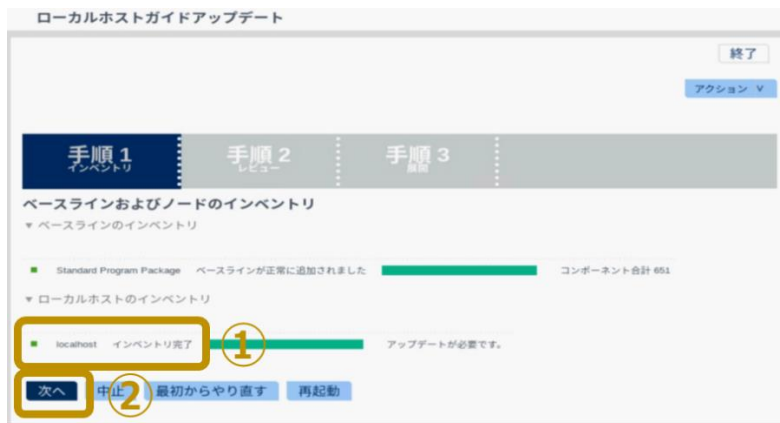 ローカルホストガイドアップデート
終了
アクション ∨
手順 1 手順 2 手順 3
インベントリ レビュー 展開
ベースラインおよびノードのインベントリ
▼ ベースラインのインベントリ
Standard Program Package ベースラインが正常に追加されました コンポーネント合計 651
▼ ローカルホストのインベントリ
localhost インベントリ完了 ① アップデートが必要です。
次へ ② 中止 最初からやり直す 再起動